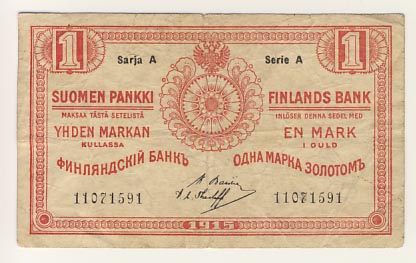 1 Sarja A Serie A 1
SUOMEN PANKKI FINLANDS BANK
MAKSAA TÄSTÄ SETELISTÄ INLÖSER DENNA SEDEL MED
YHDEN MARKAN EN MARK
KULLASSA I GULD
ФИНЛЯНДСКІЙ БАНКЪ ОДНА МАРКА ЗОЛОТОМЪ
11071591 11071591
1915